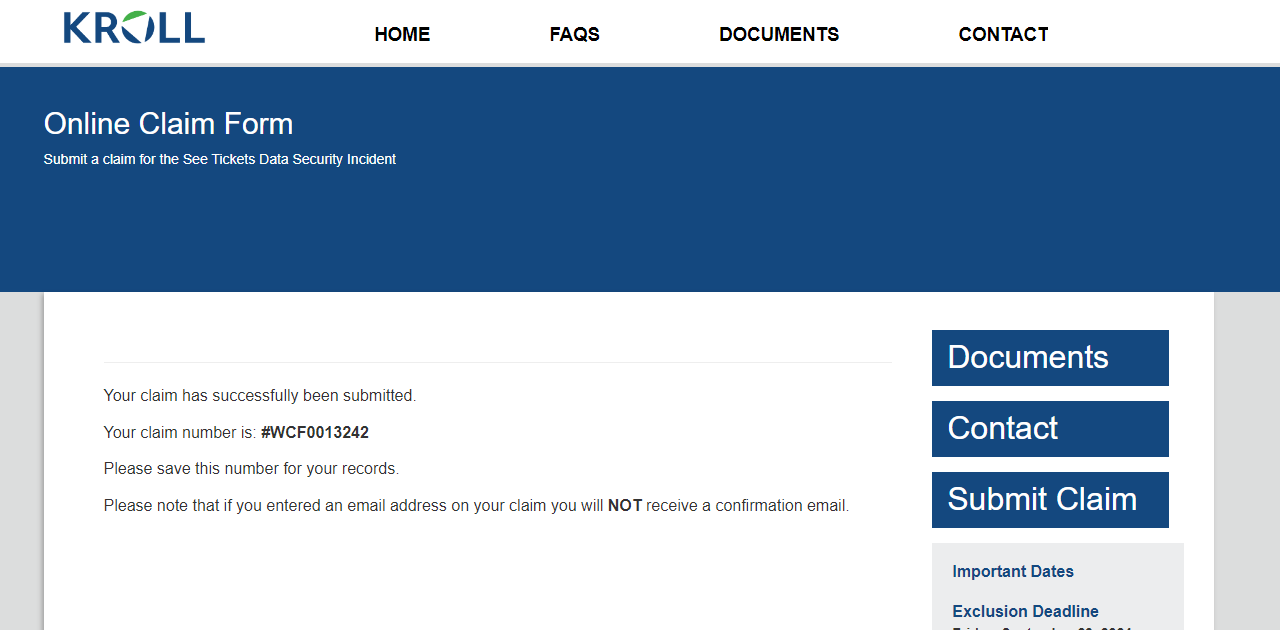 KROLL
HOME
FAQS
DOCUMENTS
CONTACT
Online Claim Form
Submit a claim for the See Tickets Data Security Incident
Your claim has successfully been submitted.
Your claim number is: #WCF0013242
Please save this number for your records.
Please note that if you entered an email address on your claim you will NOT receive a confirmation email.
Documents
Contact
Submit Claim
Important Dates
Exclusion Deadline